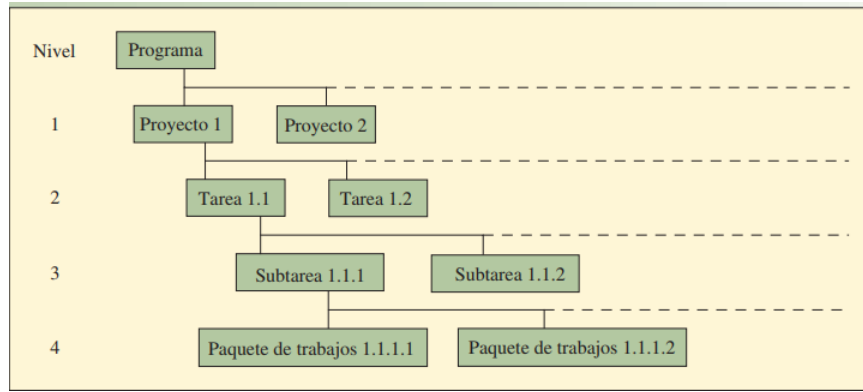 Nivel Programa
1 Proyecto 1 Proyecto 2
2 Tarea 1.1 Tarea 1.2
3 Subtarea 1.1.1 Subtarea 1.1.2
4 Paquete de trabajos 1.1.1.1 Paquete de trabajos 1.1.1.2